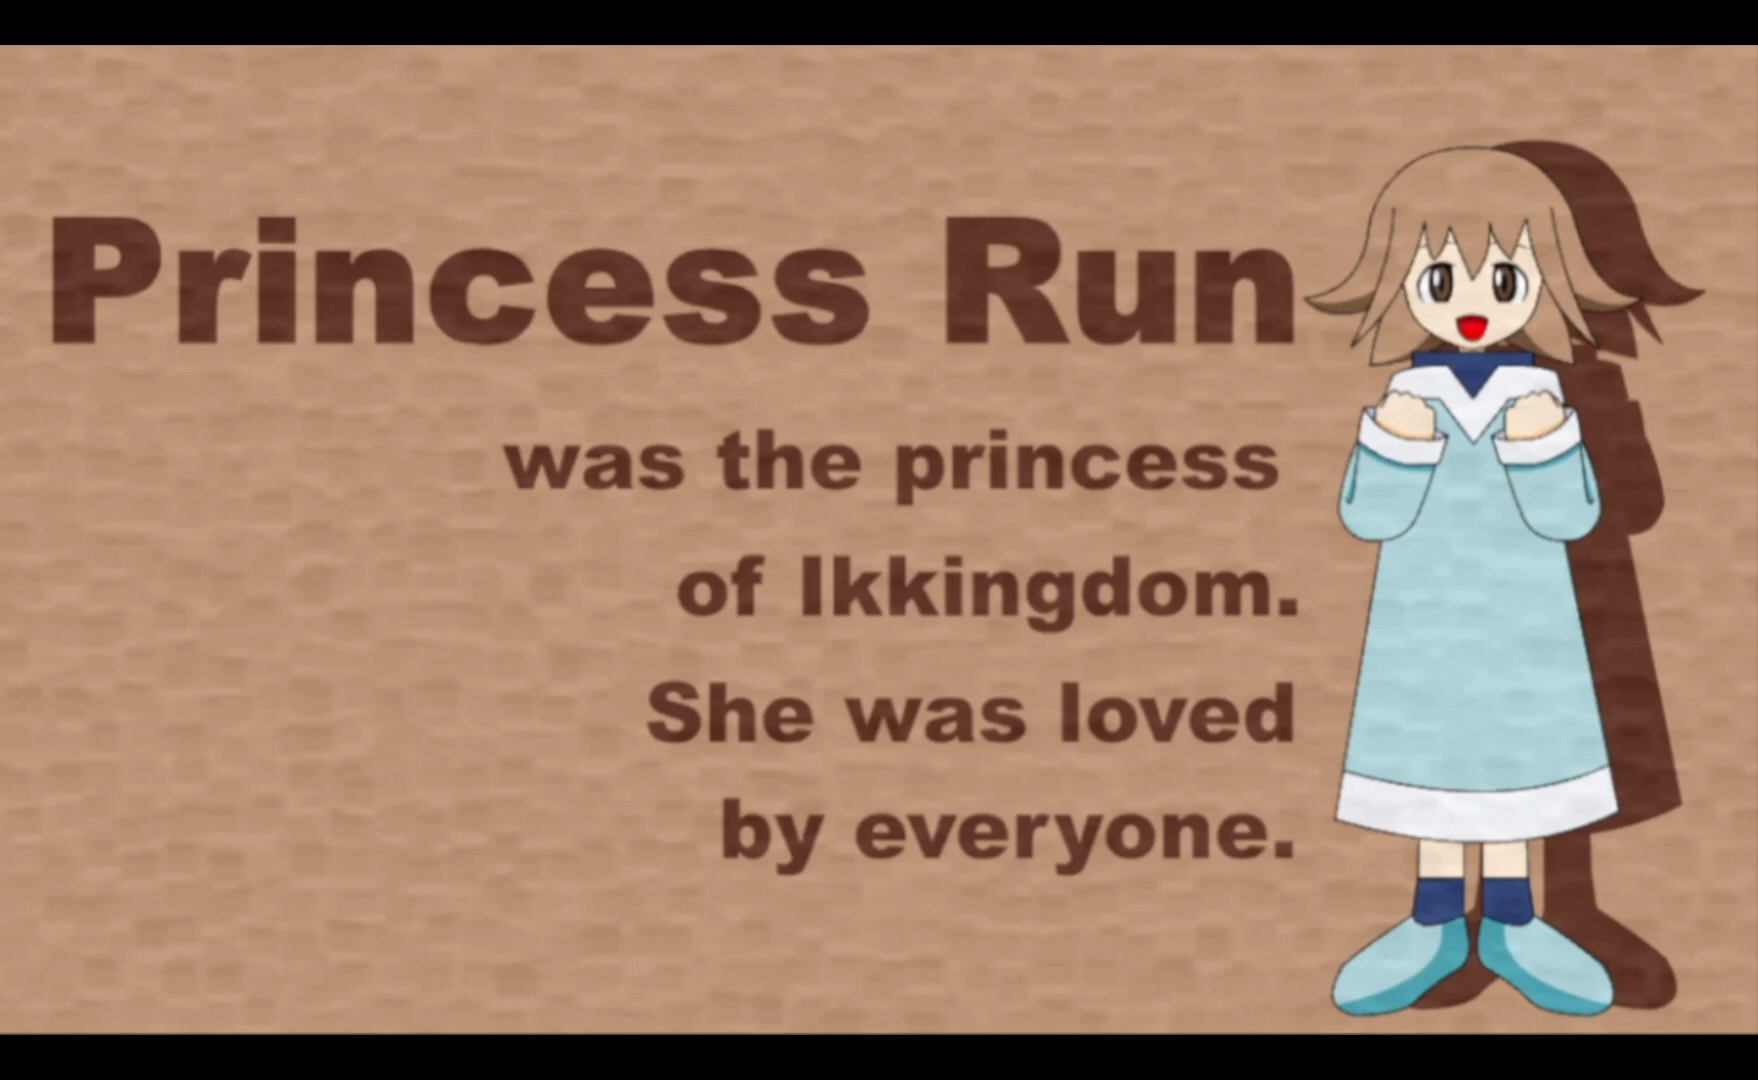 Princess Run
was the princess
of Ikkingdom.
She was loved
by everyone.